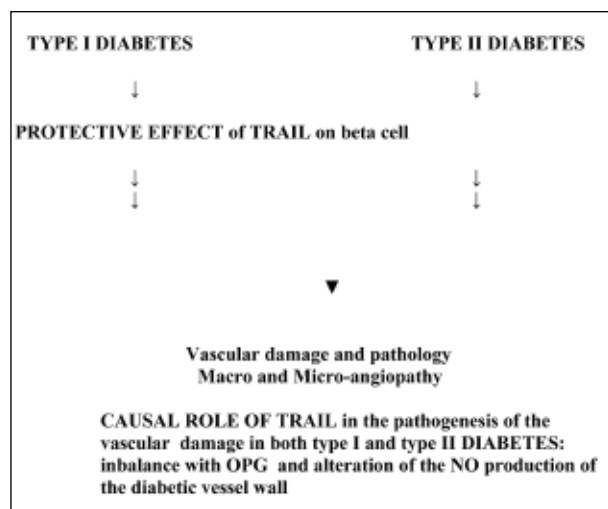 TYPE I DIABETES TYPE II DIABETES
↓ ↓
PROTECTIVE EFFECT of TRAIL on beta cell
↓ ↓
↓ ↓
▼
Vascular damage and pathology
Macro and Micro-angiopathy
CAUSAL ROLE OF TRAIL in the pathogenesis of the
vascular damage in both type I and type II DIABETES:
inbalance with OPG and alteration of the NO production of
the diabetic vessel wall